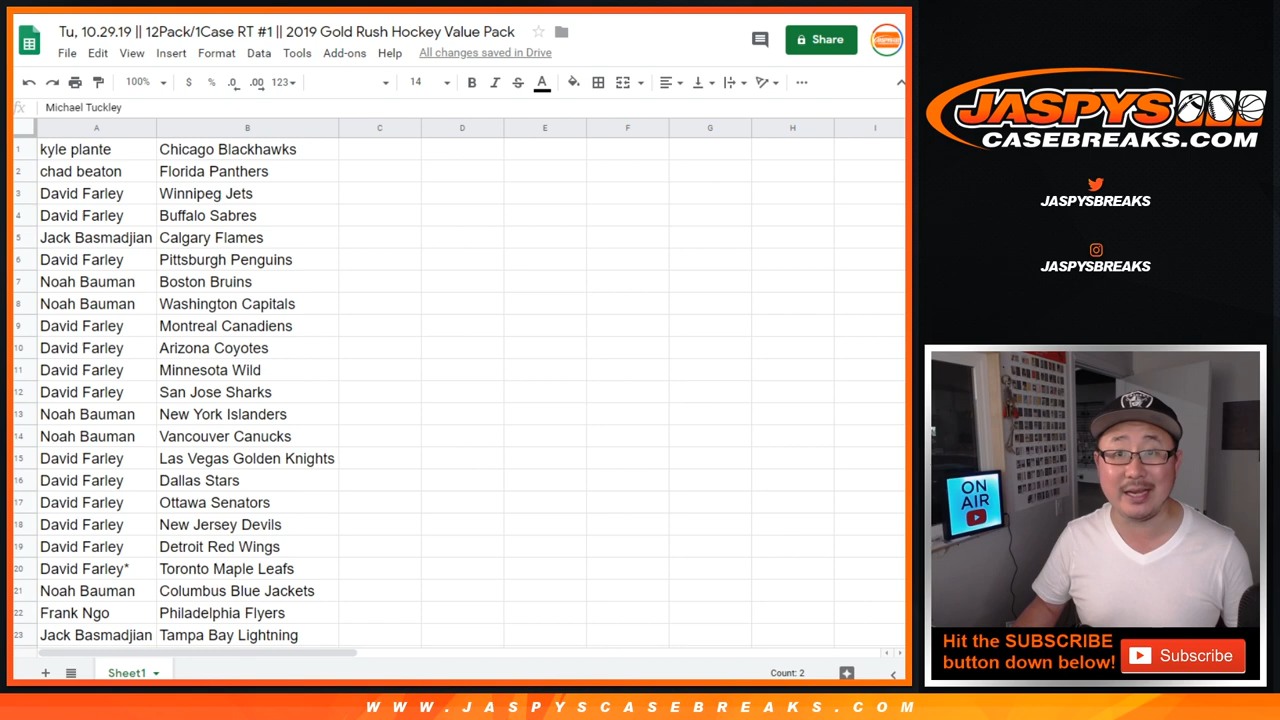 Tu, 10.29.19 || 12Pack/1Case RT #1 || 2019 Gold Rush Hockey Value Pack
File Edit View Insert Format Data Tools Add-ons Help All changes saved in Drive
Share
100% $ % .0 .00 123 14 B I S A
fx Michael Tuckley
A B C D E F G H I
1 kyle plante Chicago Blackhawks
2 chad beaton Florida Panthers
3 David Farley Winnipeg Jets
4 David Farley Buffalo Sabres
5 Jack Basmadjian Calgary Flames
6 David Farley Pittsburgh Penguins
7 Noah Bauman Boston Bruins
8 Noah Bauman Washington Capitals
9 David Farley Montreal Canadiens
10 David Farley Arizona Coyotes
11 David Farley Minnesota Wild
12 David Farley San Jose Sharks
13 Noah Bauman New York Islanders
14 Noah Bauman Vancouver Canucks
15 David Farley Las Vegas Golden Knights
16 David Farley Dallas Stars
17 David Farley Ottawa Senators
18 David Farley New Jersey Devils
19 David Farley Detroit Red Wings
20 David Farley* Toronto Maple Leafs
21 Noah Bauman Columbus Blue Jackets
22 Frank Ngo Philadelphia Flyers
23 Jack Basmadjian Tampa Bay Lightning
Sheet1
Count: 2
JASPYS
CASEBREAKS.COM
JASPYSBREAKS
JASPYSBREAKS
ON
AIR
Hit the SUBSCRIBE
button down below!
Subscribe
WWW.JASPYSCASEBREAKS.COM